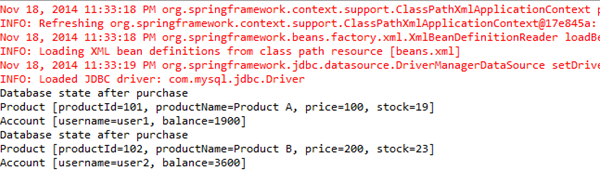 Nov 18, 2014 11:33:18 PM org.springframework.context.support.ClassPathXmlApplicationContext
INFO: Refreshing org.springframework.context.support.ClassPathXmlApplicationContext@17e845a:
Nov 18, 2014 11:33:18 PM org.springframework.beans.factory.xml.XmlBeanDefinitionReader loadBe
INFO: Loading XML bean definitions from class path resource [beans.xml]
Nov 18, 2014 11:33:19 PM org.springframework.jdbc.datasource.DriverManagerDataSource setDrive
INFO: Loaded JDBC driver: com.mysql.jdbc.Driver
Database state after purchase
Product [productId=101, productName=Product A, price=100, stock=19]
Account [username=user1, balance=1900]
Database state after purchase
Product [productId=102, productName=Product B, price=200, stock=23]
Account [username=user2, balance=3600]